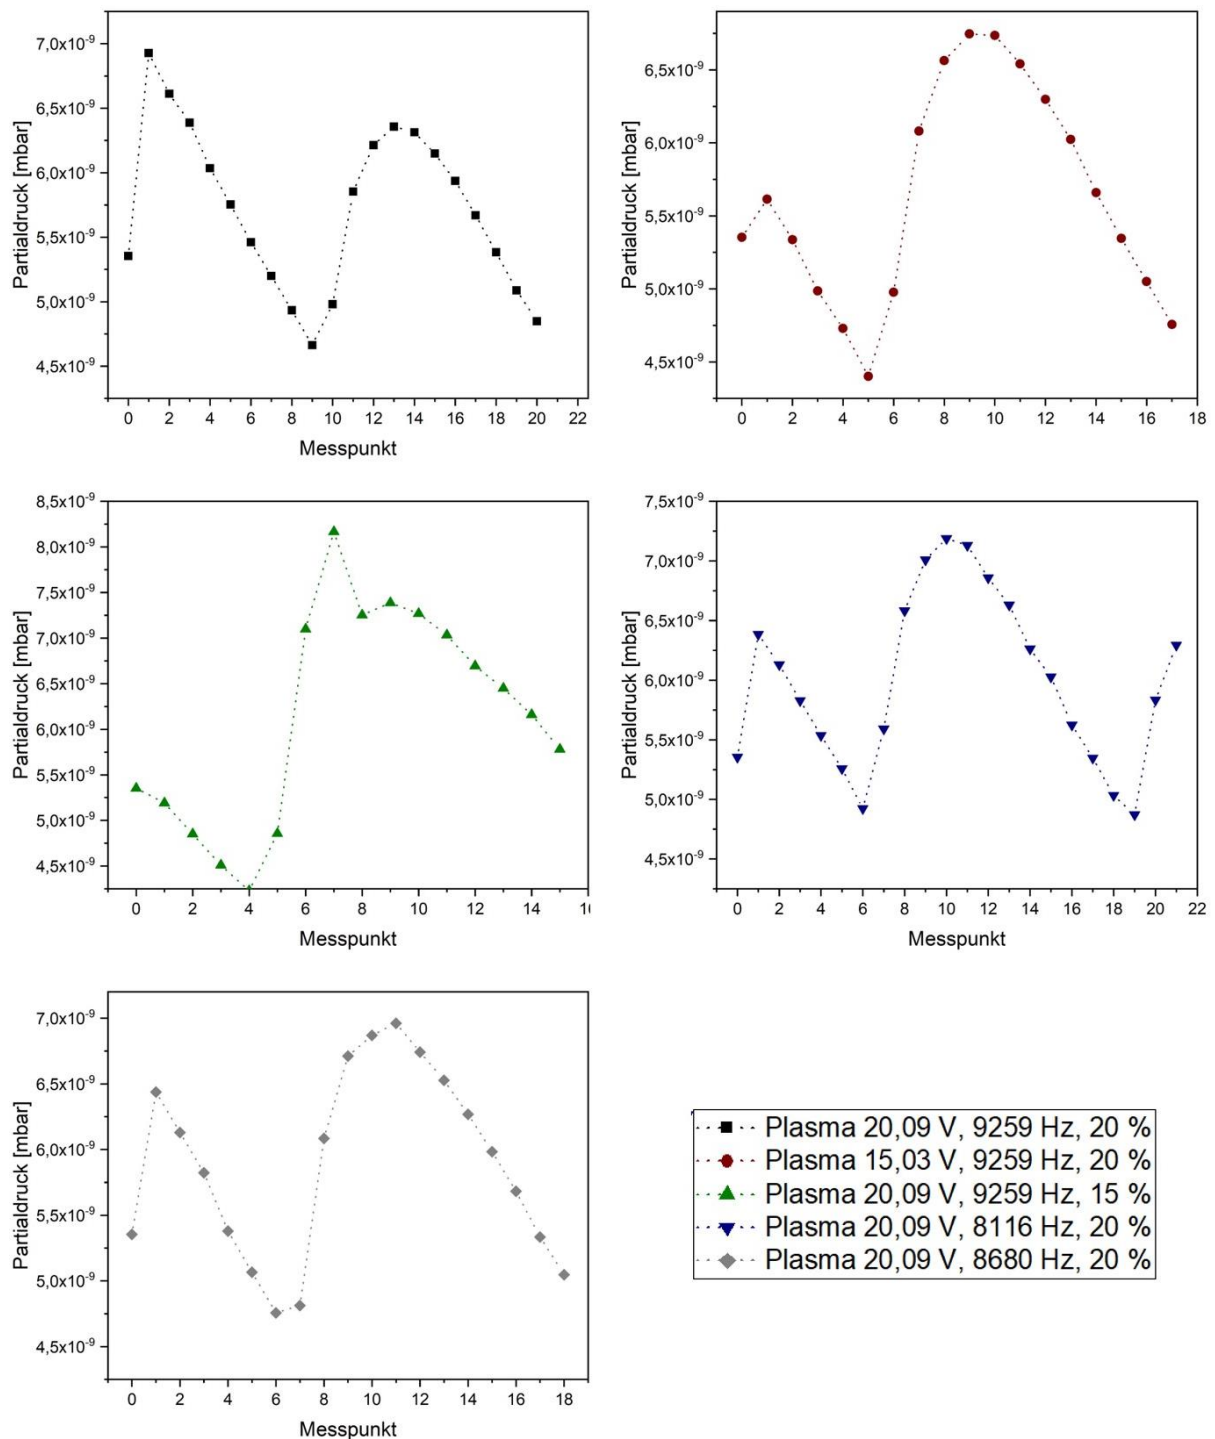 7,0x10⁻⁹
6,5x10⁻⁹
6,0x10⁻⁹
5,5x10⁻⁹
5,0x10⁻⁹
4,5x10⁻⁹
Partialdruck [mbar]
0 2 4 6 8 10 12 14 16 18 20 22
Messpunkt
6,5x10⁻⁹
6,0x10⁻⁹
5,5x10⁻⁹
5,0x10⁻⁹
4,5x10⁻⁹
Partialdruck [mbar]
0 2 4 6 8 10 12 14 16 18
Messpunkt
8,5x10⁻⁹
8,0x10⁻⁹
7,5x10⁻⁹
7,0x10⁻⁹
6,5x10⁻⁹
6,0x10⁻⁹
5,5x10⁻⁹
5,0x10⁻⁹
4,5x10⁻⁹
Partialdruck [mbar]
0 2 4 6 8 10 12 14 16
Messpunkt
7,5x10⁻⁹
7,0x10⁻⁹
6,5x10⁻⁹
6,0x10⁻⁹
5,5x10⁻⁹
5,0x10⁻⁹
4,5x10⁻⁹
Partialdruck [mbar]
0 2 4 6 8 10 12 14 16 18 20 22
Messpunkt
7,0x10⁻⁹
6,5x10⁻⁹
6,0x10⁻⁹
5,5x10⁻⁹
5,0x10⁻⁹
4,5x10⁻⁹
Partialdruck [mbar]
0 2 4 6 8 10 12 14 16 18
Messpunkt
Plasma 20,09 V, 9259 Hz, 20 %
Plasma 15,03 V, 9259 Hz, 20 %
Plasma 20,09 V, 9259 Hz, 15 %
Plasma 20,09 V, 8116 Hz, 20 %
Plasma 20,09 V, 8680 Hz, 20 %